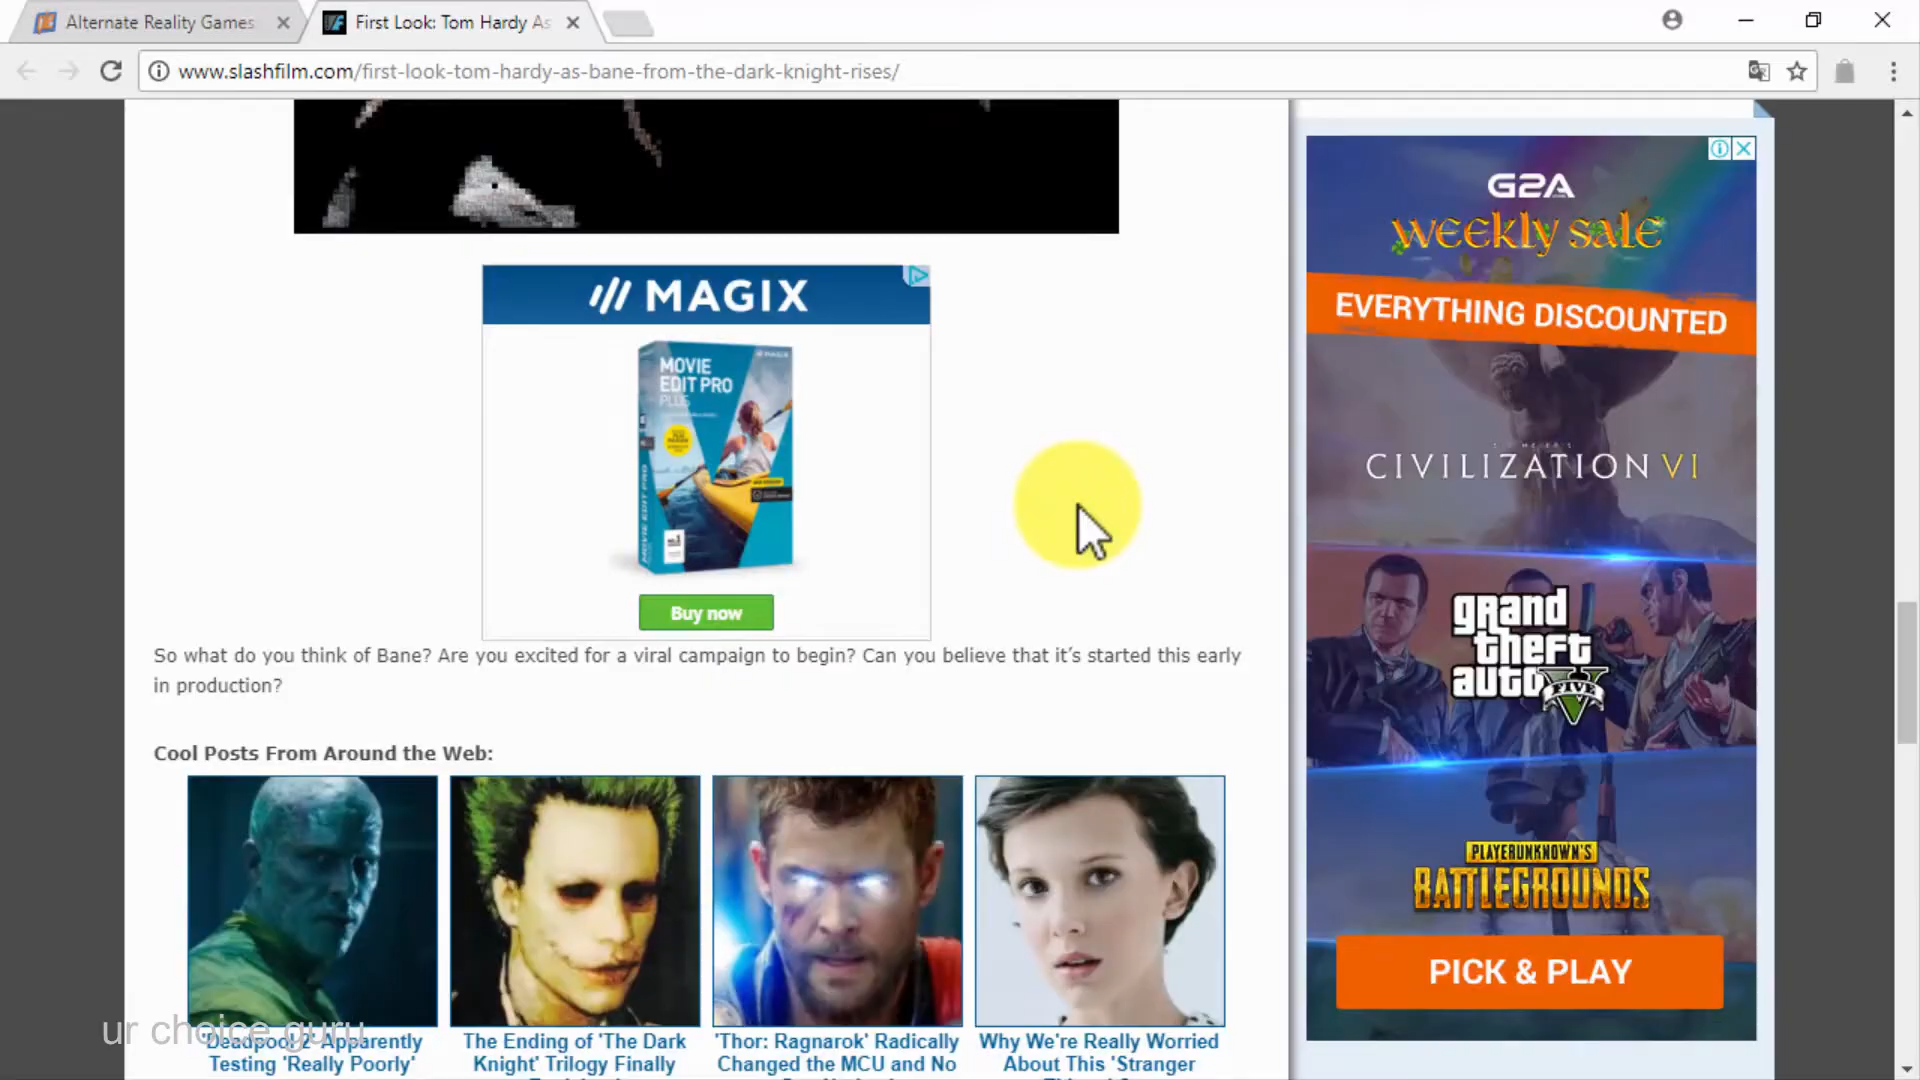 Alternate Reality Games
First Look: Tom Hardy As
www.slashfilm.com/first-look-tom-hardy-as-bane-from-the-dark-knight-rises/
MAGIX
MAGIX
MOVIE
EDIT PRO
PLUS
MOVIE EDIT PRO
Buy now
So what do you think of Bane? Are you excited for a viral campaign to begin? Can you believe that it's started this early
in production?
Cool Posts From Around the Web:
Deadpool 2' Apparently
Testing 'Really Poorly'
The Ending of 'The Dark
Knight' Trilogy Finally
'Thor: Ragnarok' Radically
Changed the MCU and No
Why We're Really Worried
About This 'Stranger
G2A
weekly sale
EVERYTHING DISCOUNTED
CIVILIZATION VI
grand
theft
auto
FIVE
PLAYERUNKNOWN'S
BATTLEGROUNDS
PICK & PLAY
ur choice guru